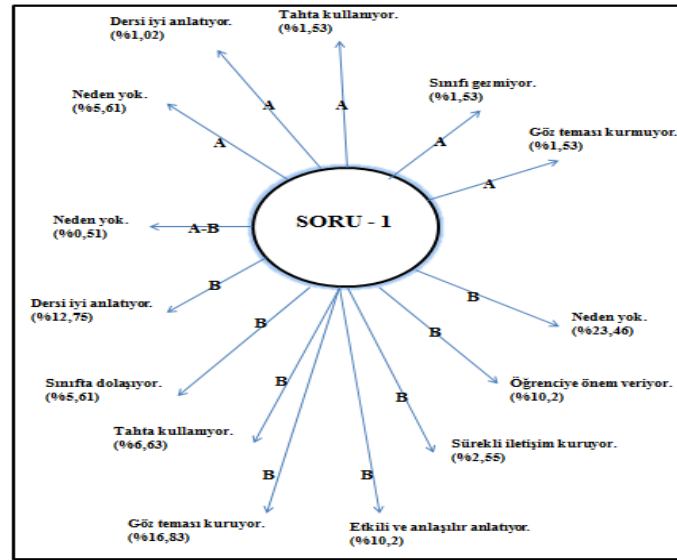 Dersi iyi anlatıyor.
(%1,02)
Tahta kullanıyor.
(%1,53)
Neden yok.
(%5,61)
Sınıfı gezmiyor.
(%1,53)
Göz teması kurmuyor.
(%1,53)
A
A
A
A
A
SORU - 1
Neden yok.
(%0,51)
A-B
Dersi iyi anlatıyor.
(%12,75)
B
B
Neden yok.
(%23,46)
Sınıfta dolaşıyor.
(%5,61)
B
B
Öğrenciye önem veriyor.
(%10,2)
Tahta kullanıyor.
(%6,63)
B
B
Sürekli iletişim kuruyor.
(%2,55)
B
B
Göz teması kuruyor.
(%16,83)
Etkili ve anlaşılır anlatıyor.
(%10,2)